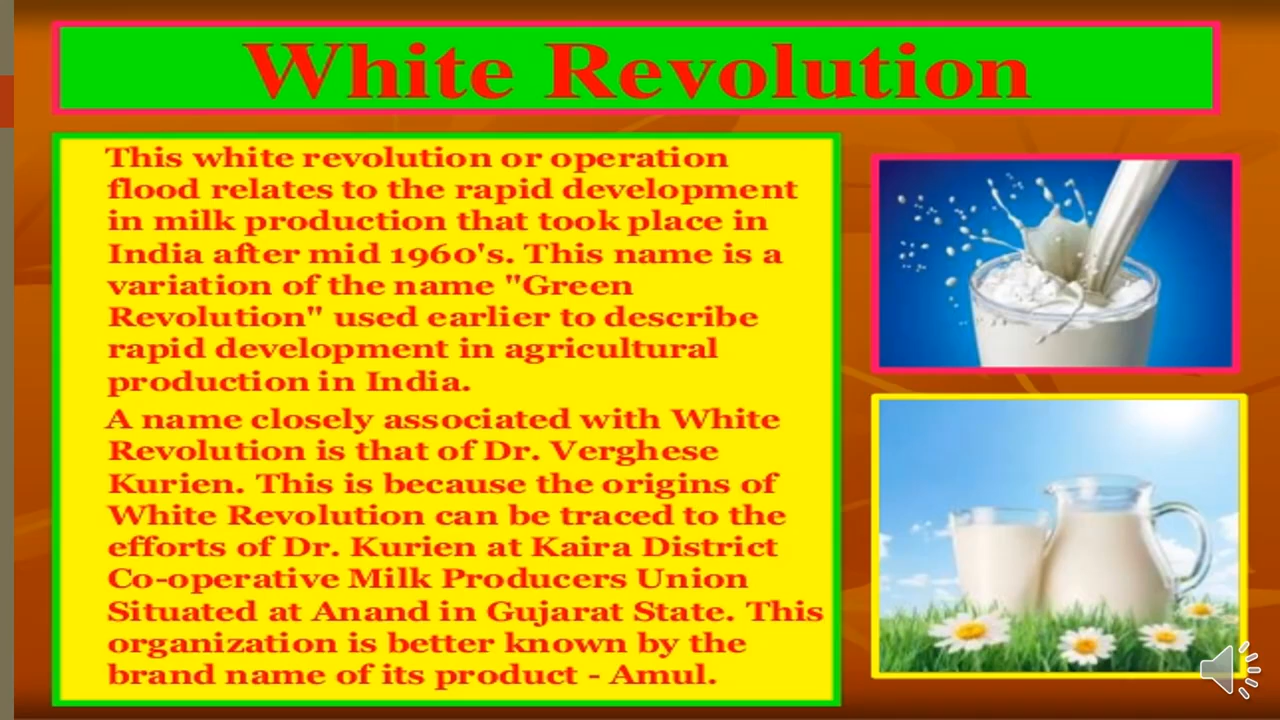 White Revolution
This white revolution or operation
flood relates to the rapid development
in milk production that took place in
India after mid 1960's. This name is a
variation of the name "Green
Revolution" used earlier to describe
rapid development in agricultural
production in India.
A name closely associated with White
Revolution is that of Dr. Verghese
Kurien. This is because the origins of
White Revolution can be traced to the
efforts of Dr. Kurien at Kaira District
Co-operative Milk Producers Union
Situated at Anand in Gujarat State. This
organization is better known by the
brand name of its product - Amul.